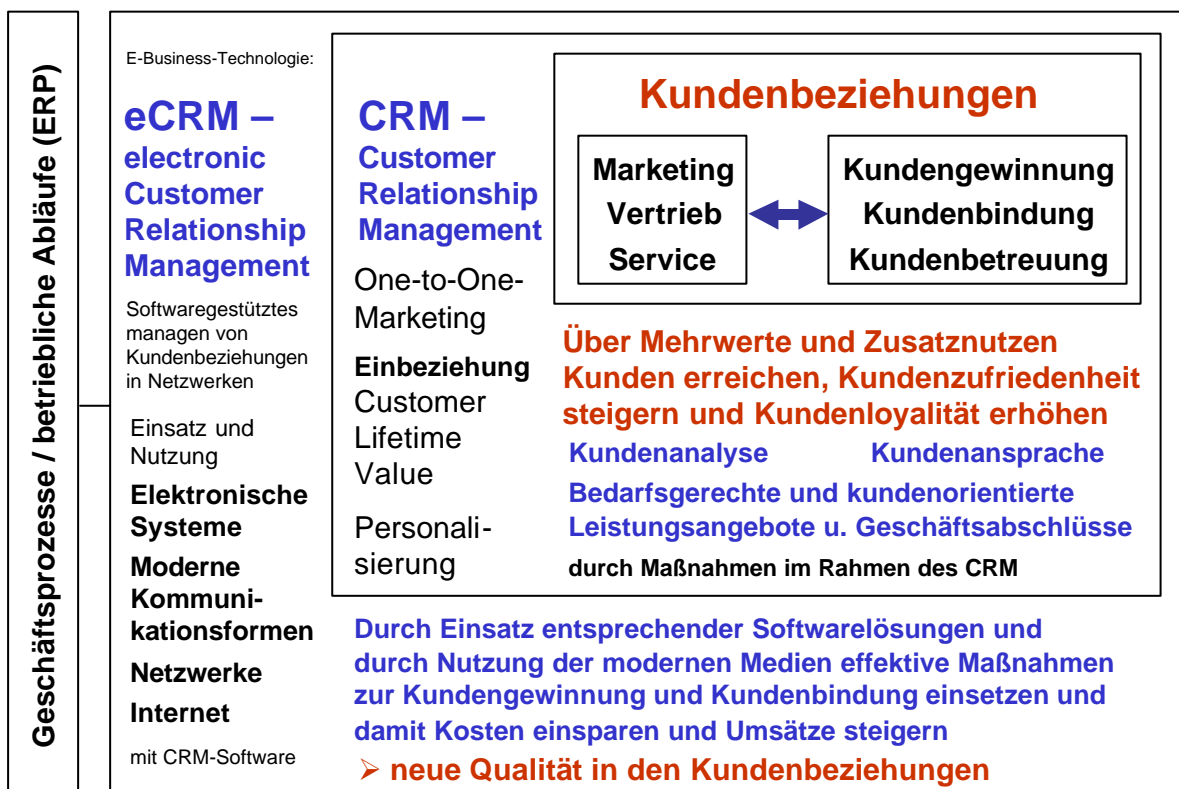 Geschäftsprozesse / betriebliche Abläufe (ERP)
E-Business-Technologie:
eCRM –
electronic
Customer
Relationship
Management
Softwaregestütztes
managen von
Kundenbeziehungen
in Netzwerken
Einsatz und
Nutzung
Elektronische
Systeme
Moderne
Kommuni-
kationsformen
Netzwerke
Internet
mit CRM-Software
CRM –
Customer
Relationship
Management
One-to-One-
Marketing
Einbeziehung
Customer
Lifetime
Value
Personali-
sierung
Kundenbeziehungen
Marketing
Vertrieb
Service
Kundengewinnung
Kundenbindung
Kundenbetreuung
Über Mehrwerte und Zusatznutzen
Kunden erreichen, Kundenzufriedenheit
steigern und Kundenloyalität erhöhen
Kundenanalyse Kundenansprache
Bedarfsgerechte und kundenorientierte
Leistungsangebote u. Geschäftsabschlüsse
durch Maßnahmen im Rahmen des CRM
Durch Einsatz entsprechender Softwarelösungen und
durch Nutzung der modernen Medien effektive Maßnahmen
zur Kundengewinnung und Kundenbindung einsetzen und
damit Kosten einsparen und Umsätze steigern
➢ neue Qualität in den Kundenbeziehungen